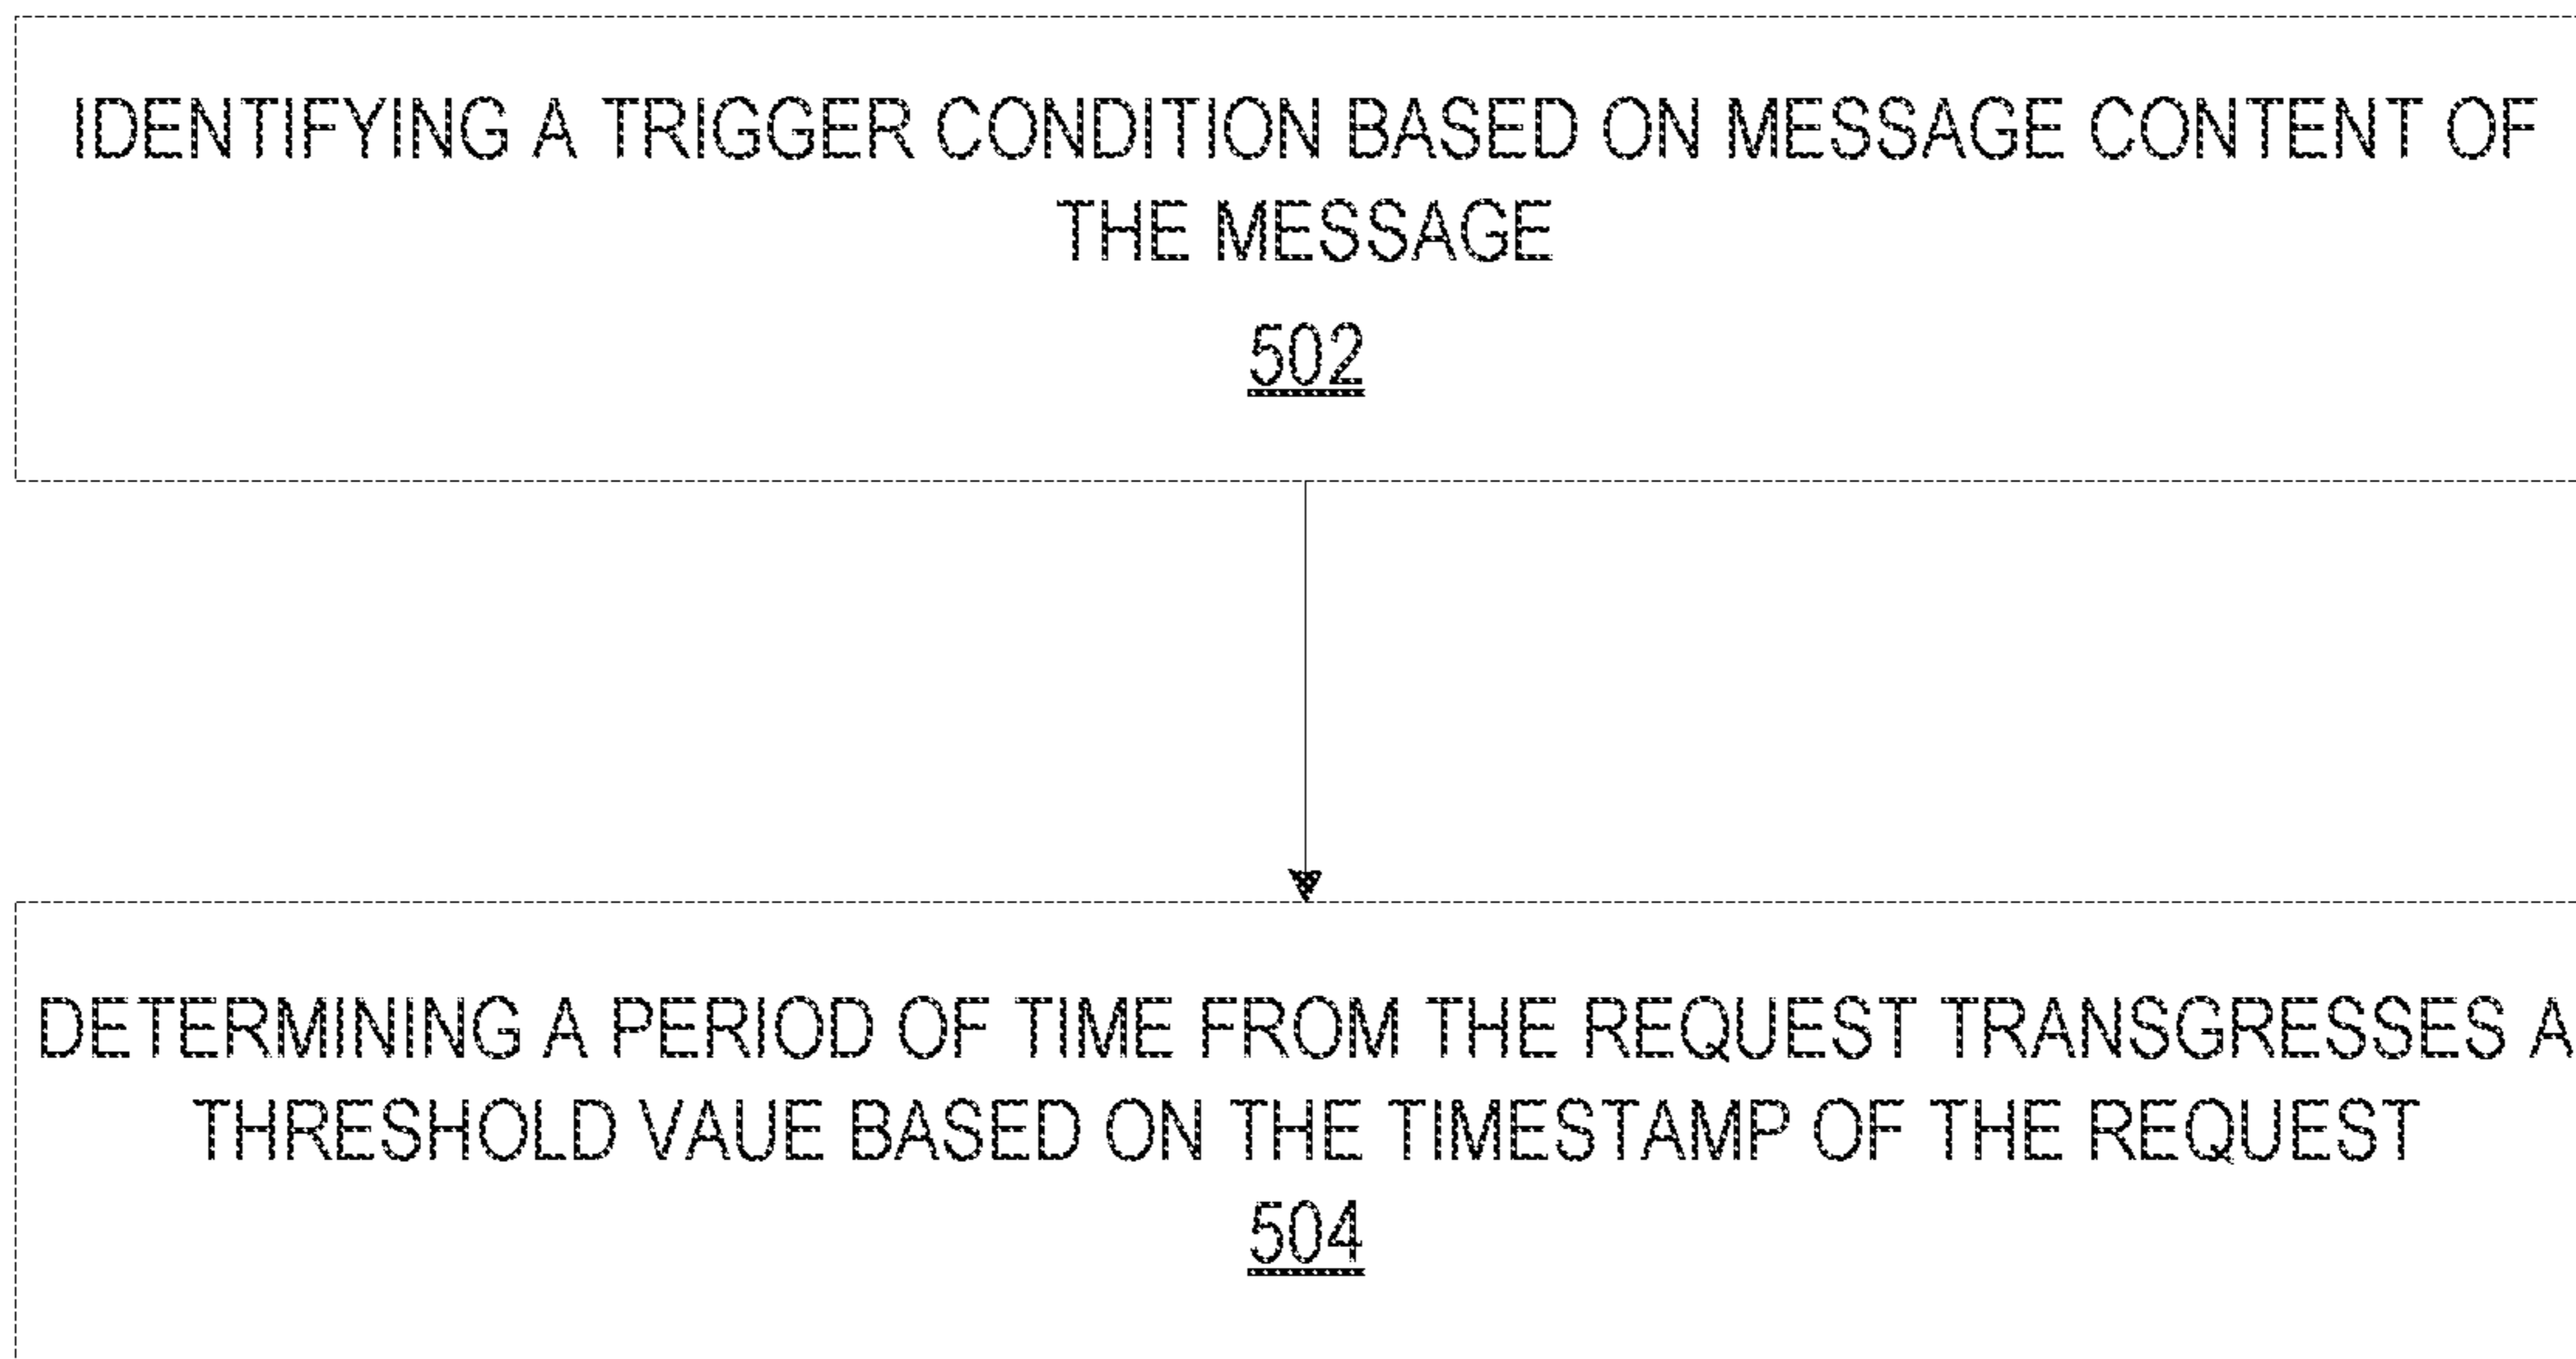 IDENTIFYING A TRIGGER CONDITION BASED ON MESSAGE CONTENT OF
THE MESSAGE
502
DETERMINING A PERIOD OF TIME FROM THE REQUEST TRANSGRESSES A
THRESHOLD VAUE BASED ON THE TIMESTAMP OF THE REQUEST
504